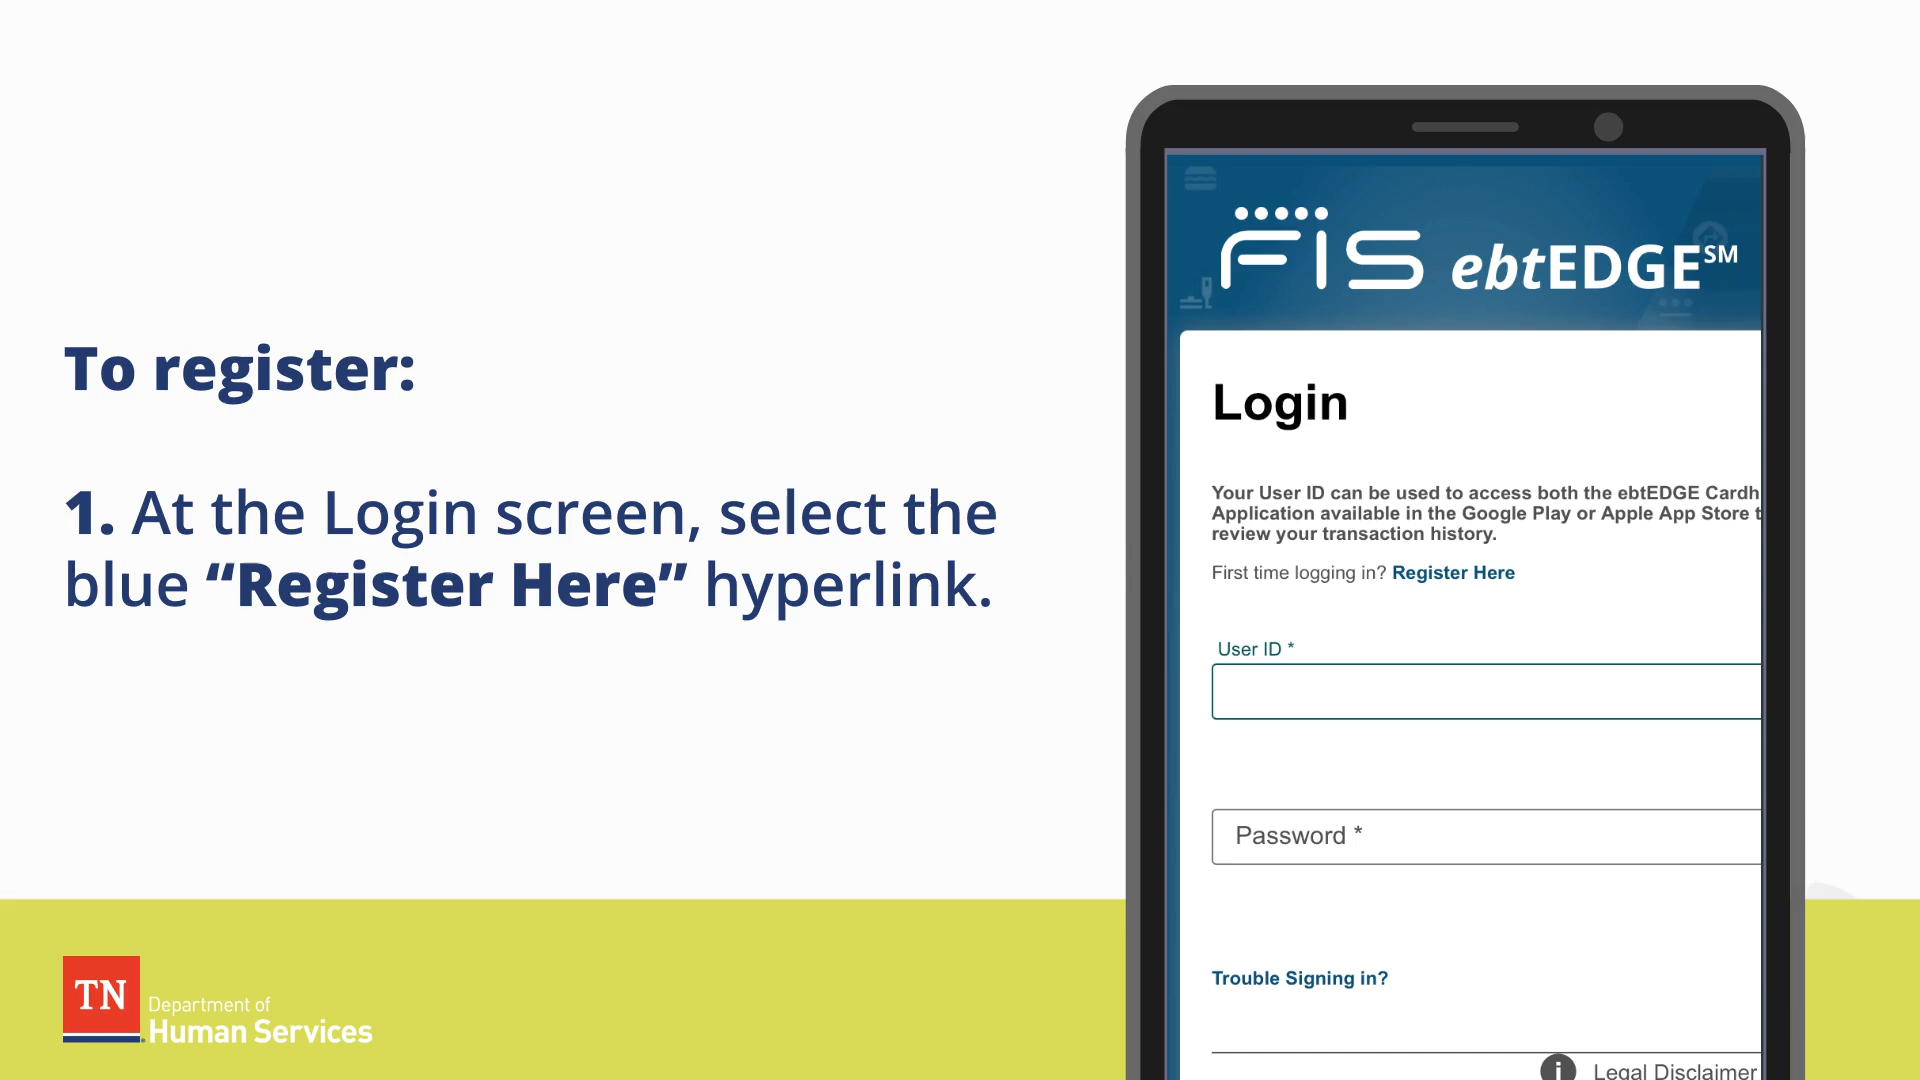 To register:
1. At the Login screen, select the
blue “Register Here” hyperlink.
FIS ebtEDGE℠
Login
Your User ID can be used to access both the ebtEDGE Cardh
Application available in the Google Play or Apple App Store t
review your transaction history.
First time logging in? Register Here
User ID *
Password *
Trouble Signing in?
Legal Disclaimer
TN
Department of
Human Services